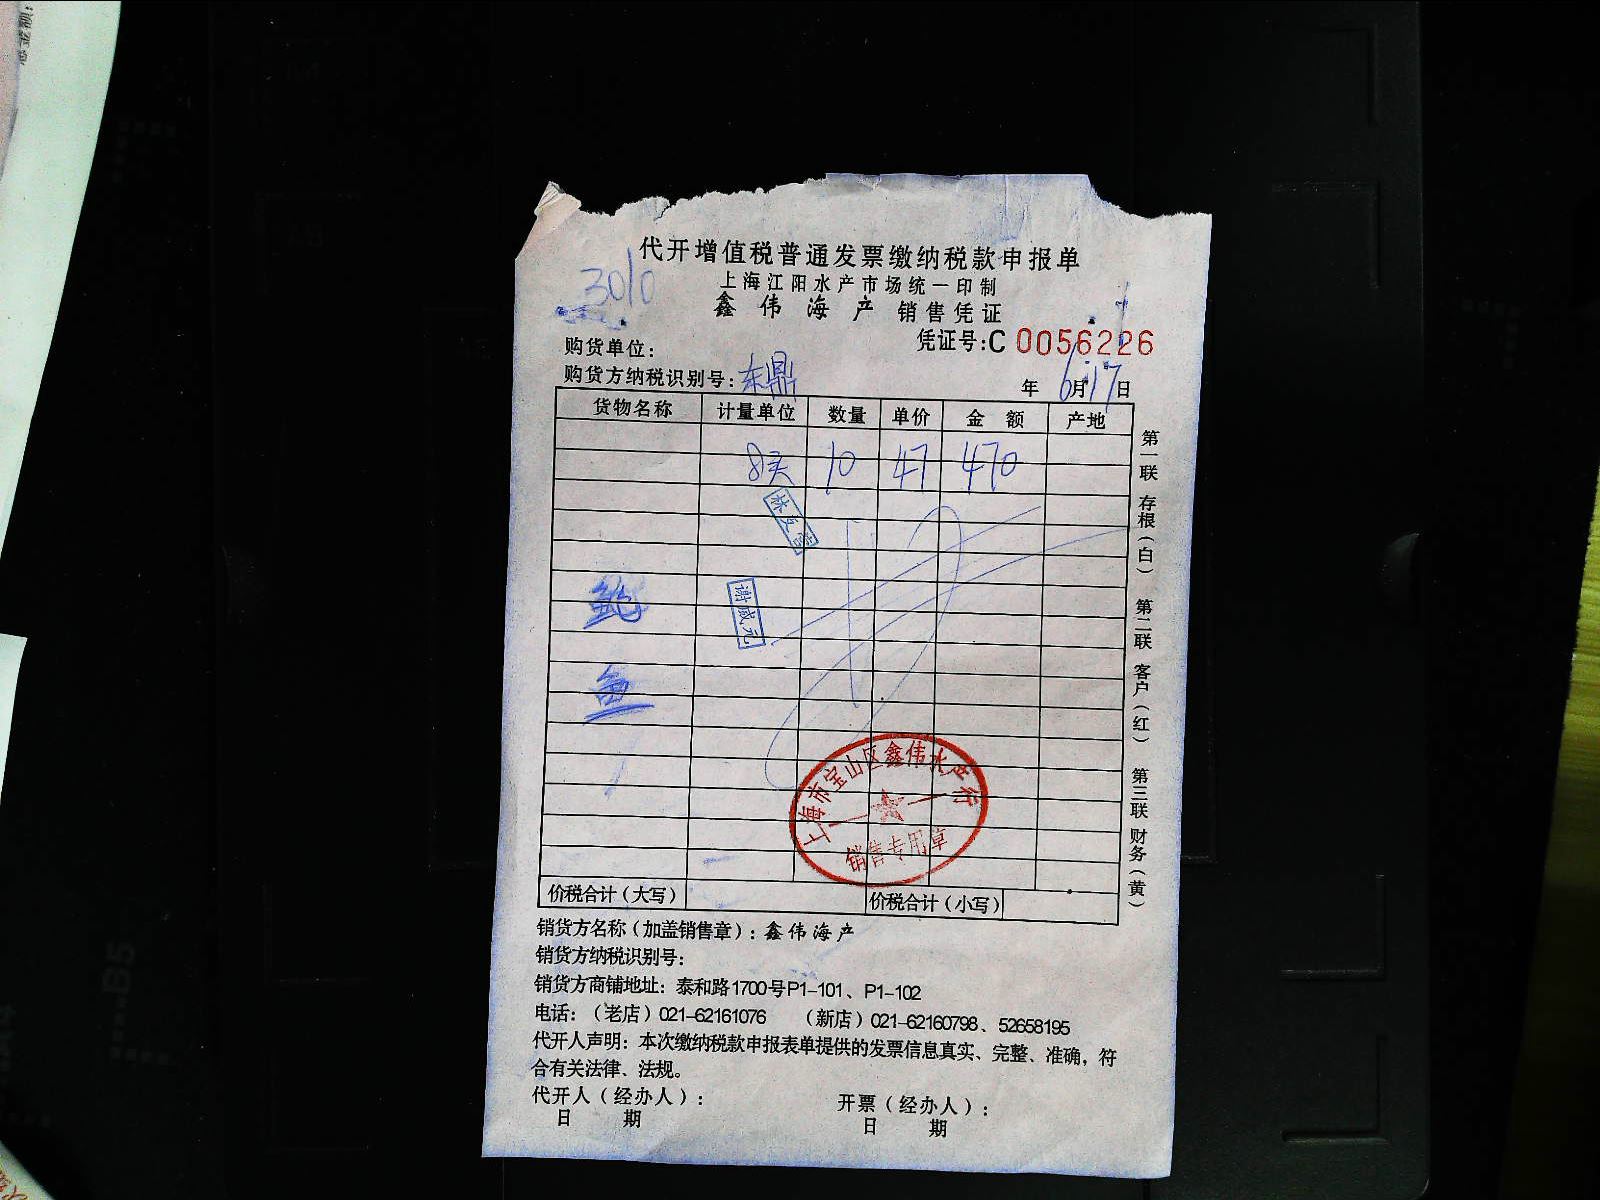 代开增值税普通发票缴纳税款申报单
3010
上海江阳水产市场统一印制
鑫伟海产 销售凭证
凭证号:C 0056226
购货单位:
购货方纳税识别号: 东鼎
年 6月17日
货物名称 计量单位 数量 单价 金额 产地
8头 10 47 470
鲍
谢咸元
鱼
上海市宝山区鑫伟水产行
销售专用章
价税合计(大写) 价税合计(小写)
第一联 存根(白) 第二联 客户(红) 第三联 财务(黄)
销货方名称(加盖销售章):鑫伟海产
销货方纳税识别号:
销货方商铺地址:泰和路1700号P1-101、P1-102
电话:(老店)021-62161076 (新店)021-62160798、52658195
代开人声明:本次缴纳税款申报表单提供的发票信息真实、完整、准确,符
合有关法律、法规。
代开人(经办人): 开票(经办人):
日 期 日 期
B5